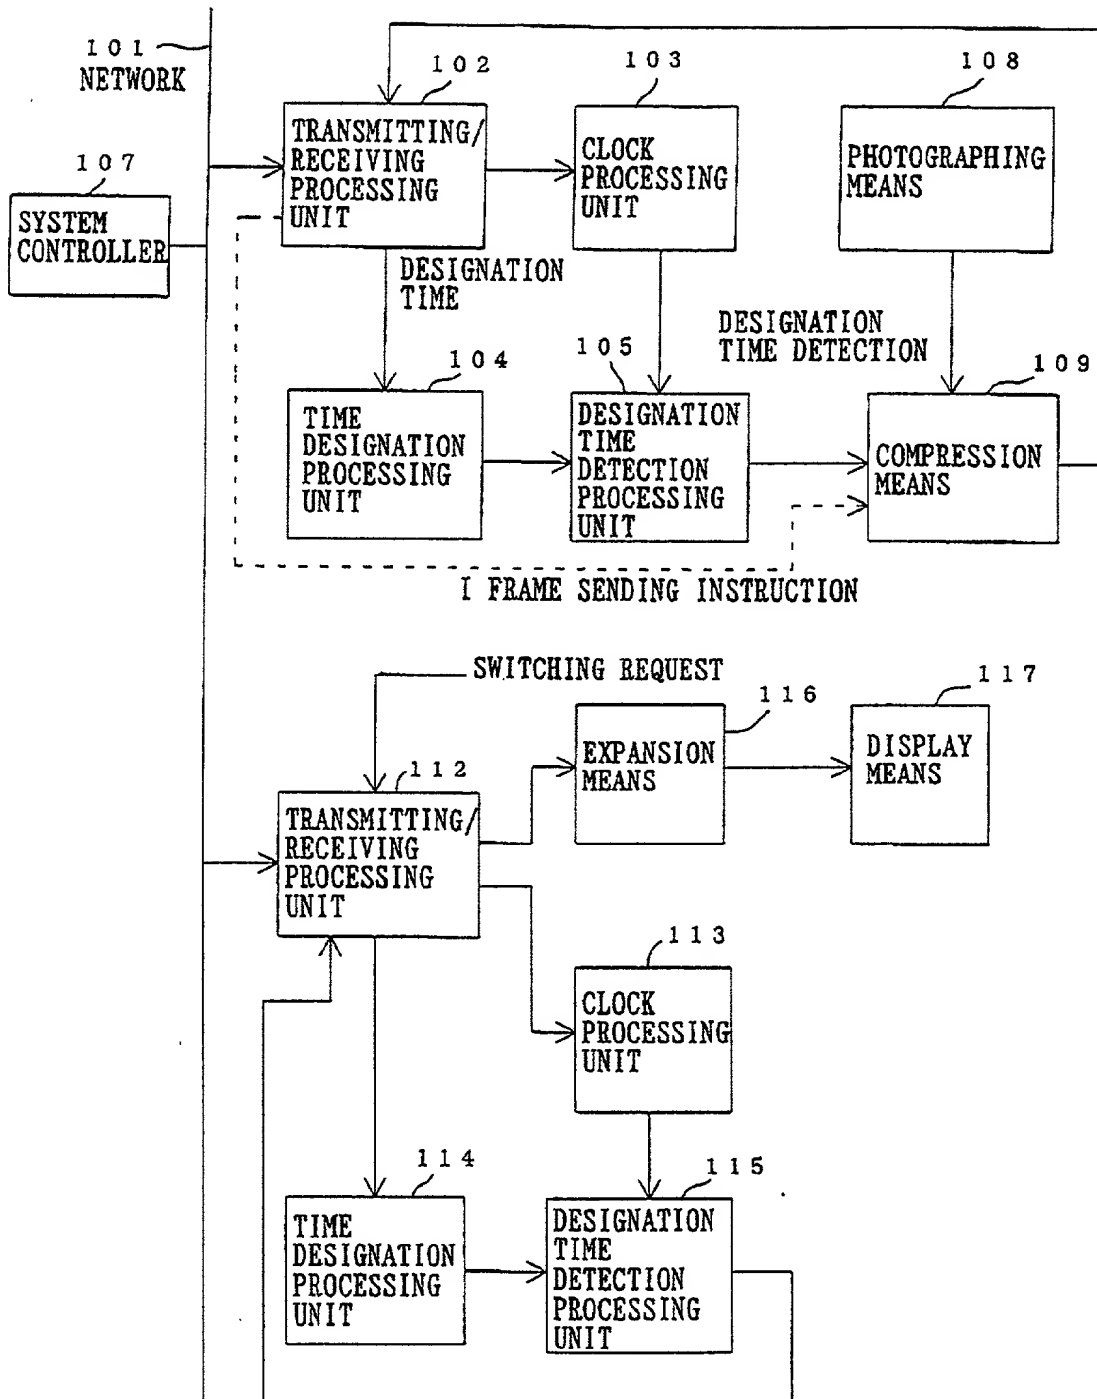 101
NETWORK
102
103
108
107
SYSTEM
CONTROLLER
TRANSMITTING/
RECEIVING
PROCESSING
UNIT
CLOCK
PROCESSING
UNIT
PHOTOGRAPHING
MEANS
DESIGNATION
TIME
DESIGNATION
TIME DETECTION
104
105
109
TIME
DESIGNATION
PROCESSING
UNIT
DESIGNATION
TIME
DETECTION
PROCESSING
UNIT
COMPRESSION
MEANS
I FRAME SENDING INSTRUCTION
SWITCHING REQUEST
116
117
EXPANSION
MEANS
DISPLAY
MEANS
112
TRANSMITTING/
RECEIVING
PROCESSING
UNIT
113
CLOCK
PROCESSING
UNIT
114
115
TIME
DESIGNATION
PROCESSING
UNIT
DESIGNATION
TIME
DETECTION
PROCESSING
UNIT